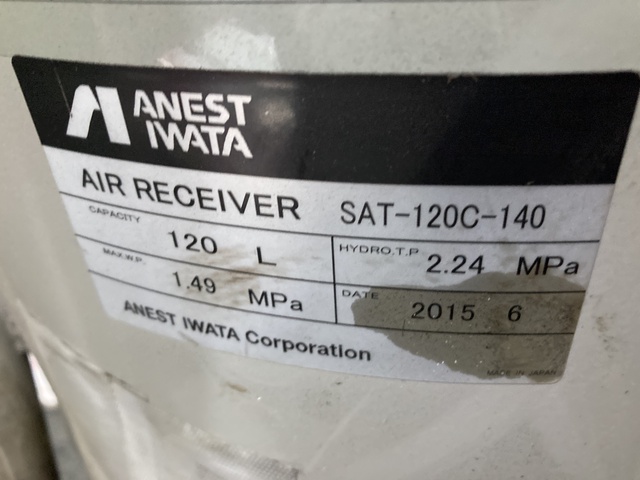 ANEST
IWATA
AIR RECEIVER SAT-120C-140
CAPACITY 120 L HYDRO.T.P. 2.24 MPa
MAX.W.P. 1.49 MPa DATE 2015 6
ANEST IWATA Corporation
MADE IN JAPAN